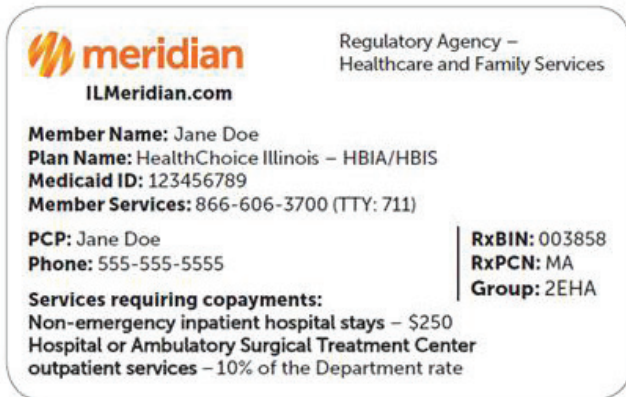 meridian
ILMeridian.com
Regulatory Agency –
Healthcare and Family Services
Member Name: Jane Doe
Plan Name: HealthChoice Illinois – HBIA/HBIS
Medicaid ID: 123456789
Member Services: 866-606-3700 (TTY: 711)
PCP: Jane Doe
Phone: 555-555-5555
RxBIN: 003858
RxPCN: MA
Group: 2EHA
Services requiring copayments:
Non-emergency inpatient hospital stays – $250
Hospital or Ambulatory Surgical Treatment Center
outpatient services – 10% of the Department rate